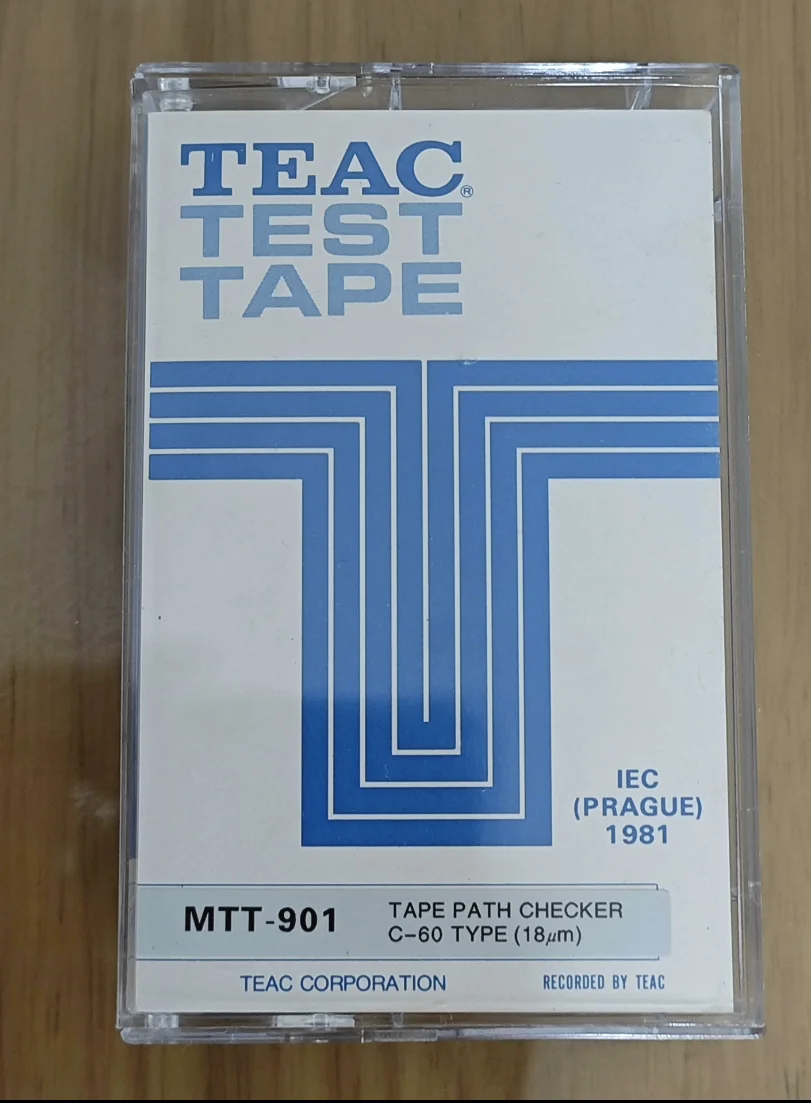 TEAC®
TEST
TAPE
IEC
(PRAGUE)
1981
MTT-901
TAPE PATH CHECKER
C-60 TYPE (18μm)
TEAC CORPORATION
RECORDED BY TEAC